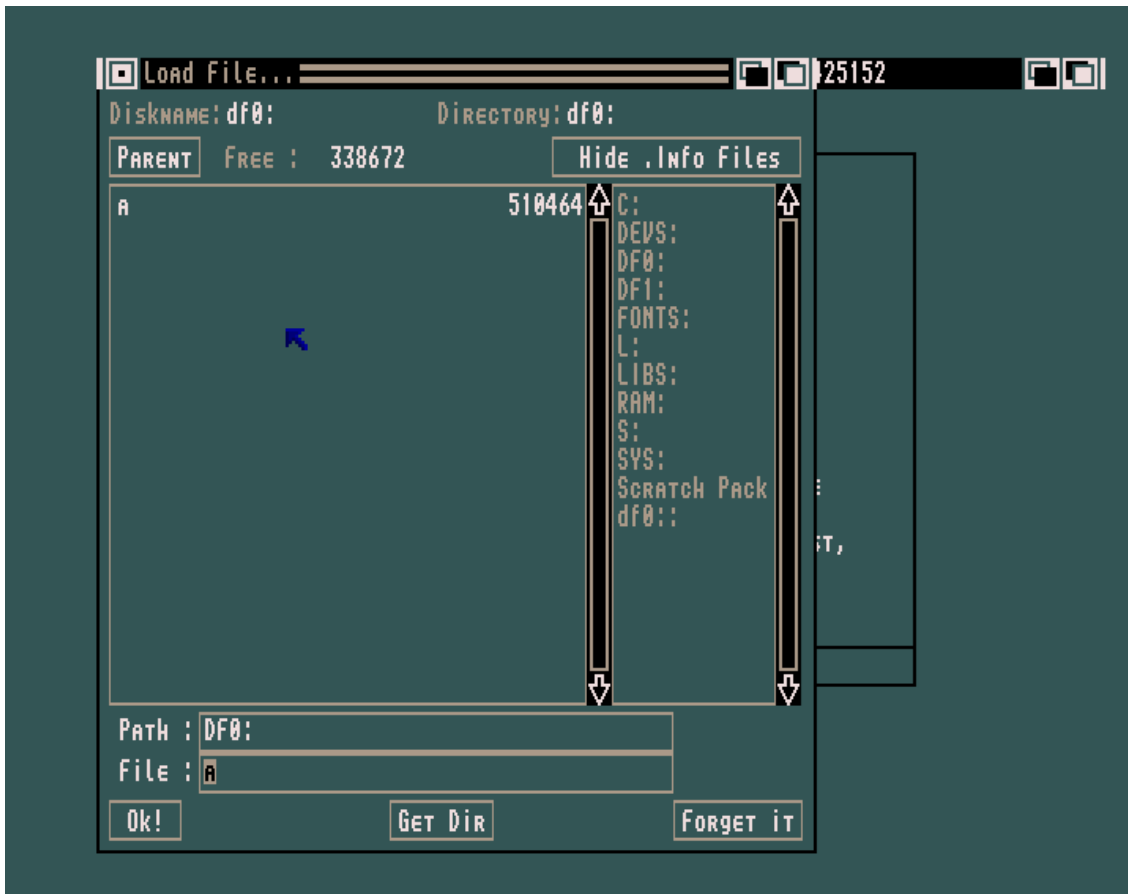 Load File...
25152
Diskname: df0: Directory: df0:
Parent Free : 338672 Hide .Info Files
A 510464
C:
DEVS:
DF0:
DF1:
FONTS:
L:
LIBS:
RAM:
S:
SYS:
Scratch Pack
df0::
ST,
Path : DF0:
File : A
Ok! Get Dir Forget it